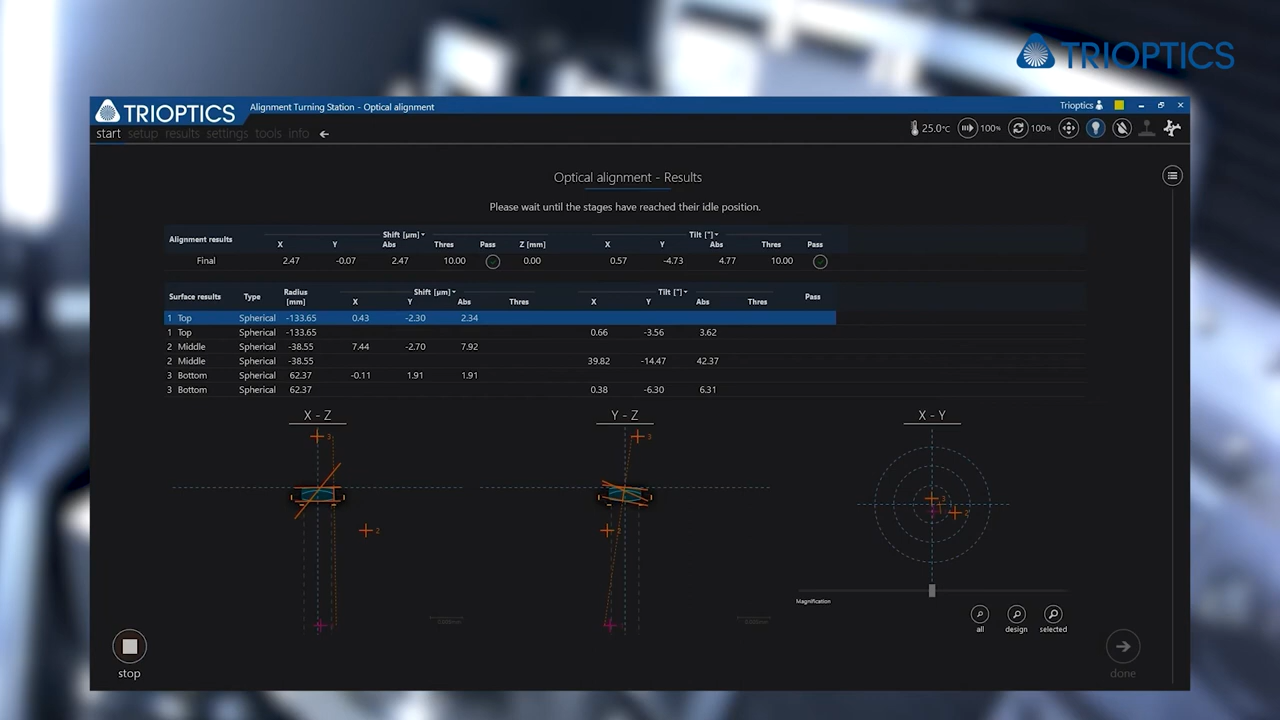 TRIOPTICS
TRIOPTICS Alignment Turning Station - Optical alignment Trioptics
start setup results settings tools info 25.0°C 100% 100%
Optical alignment - Results
Please wait until the stages have reached their idle position.
Alignment results Shift [µm] Tilt ["]
X Y Abs Thres Pass Z [mm] X Y Abs Thres Pass
Final 2.47 -0.07 2.47 10.00 0.00 0.57 -4.73 4.77 10.00
Surface results Type Radius [mm] Shift [µm] Tilt ["] Pass
X Y Abs Thres X Y Abs Thres
1 Top Spherical -133.65 0.43 -2.30 2.34
1 Top Spherical -133.65 0.66 -3.56 3.62
2 Middle Spherical -38.55 7.44 -2.70 7.92
2 Middle Spherical -38.55 39.82 -14.47 42.37
3 Bottom Spherical 62.37 -0.11 1.91 1.91
3 Bottom Spherical 62.37 0.38 -6.30 6.31
X - Z Y - Z X - Y
3 3
3
2
2
Magnification
all design selected
stop done